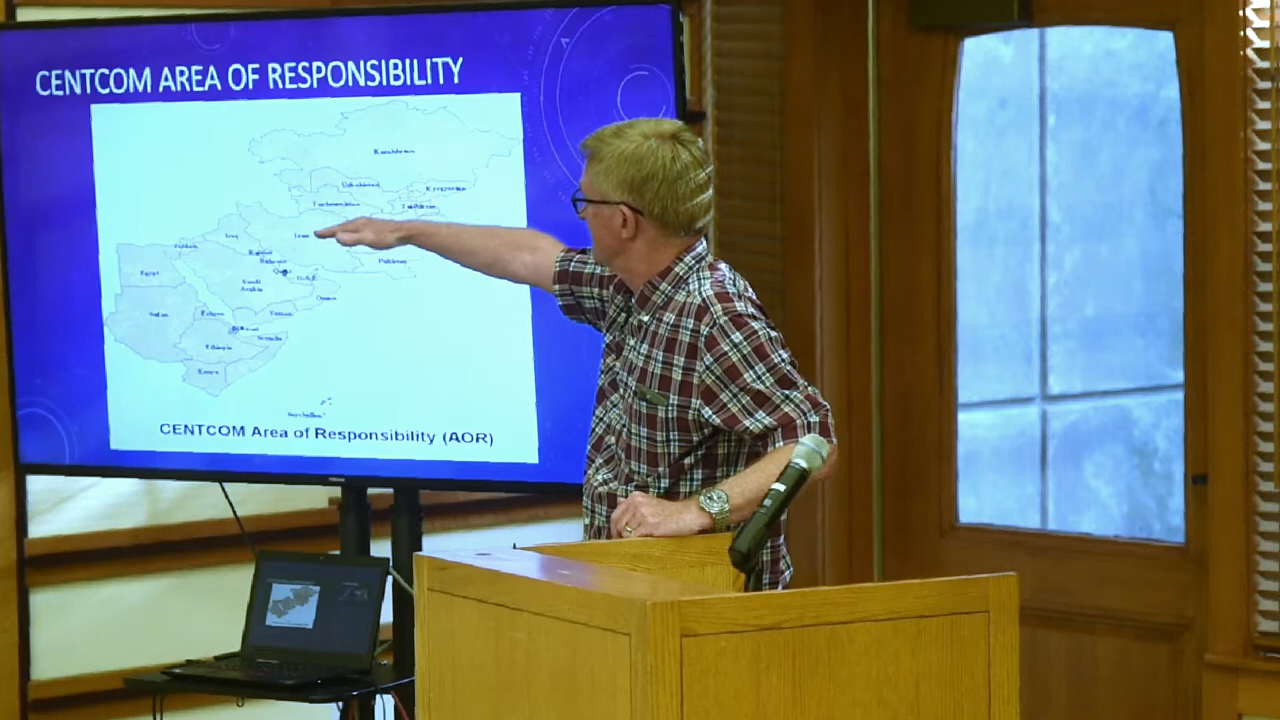 CENTCOM AREA OF RESPONSIBILITY
Kazakhstan
Uzbekistan
Kyrgyzstan
Turkmenistan
Tajikistan
Iraq
Iran
Jordan
Kuwait
Bahrain
Pakistan
Egypt
Qatar
U.A.E.
Saudi
Arabia
Oman
Sudan
Eritrea
Yemen
Djibouti
Somalia
Ethiopia
Kenya
Seychelles
CENTCOM Area of Responsibility (AOR)